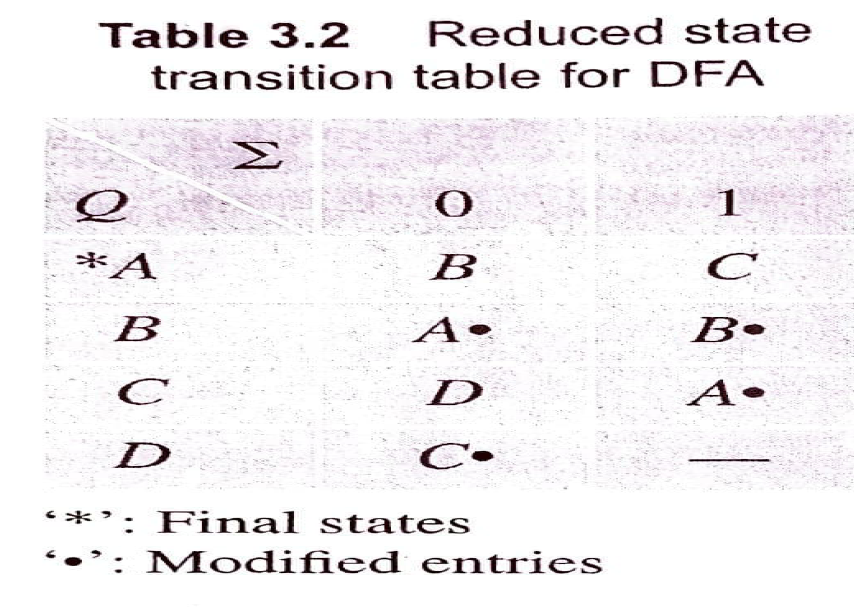 Table 3.2 Reduced state
transition table for DFA
Σ
Q 0 1
*A B C
B A• B•
C D A•
D C• —
‘*’: Final states
‘•’: Modified entries